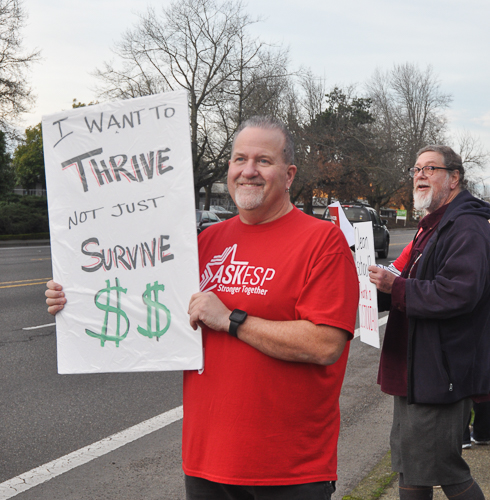 I WANT TO
THRIVE
NOT JUST
SURVIVE
$ $
ASKESP
Stronger Together